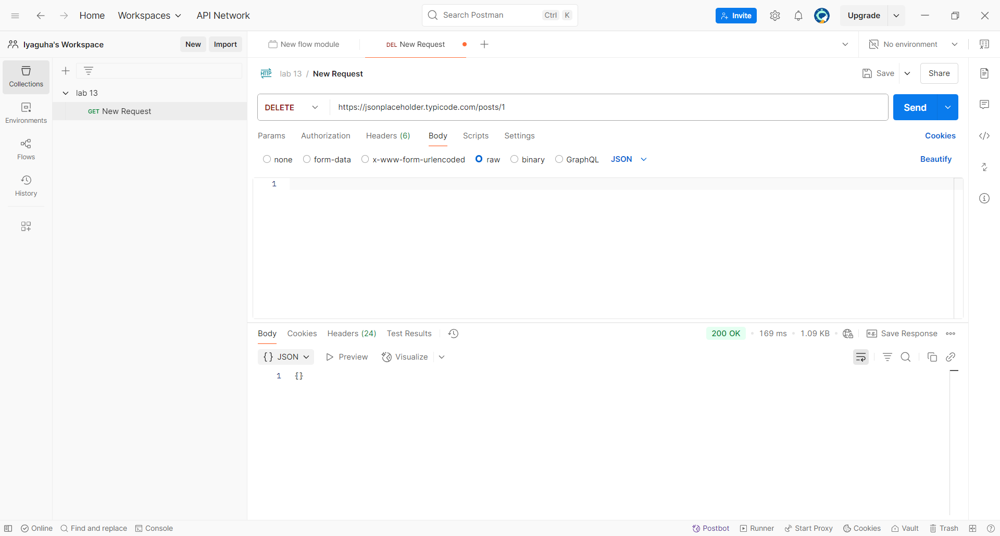 Home Workspaces API Network Search Postman Ctrl K Invite Upgrade
Iyaguha's Workspace New Import New flow module DEL New Request No environment
Collections
Environments
Flows
History
lab 13
GET New Request
HTTP lab 13 / New Request Save Share
DELETE https://jsonplaceholder.typicode.com/posts/1 Send
Params Authorization Headers (6) Body Scripts Settings Cookies
none form-data x-www-form-urlencoded raw binary GraphQL JSON Beautify
1
Body Cookies Headers (24) Test Results 200 OK • 169 ms • 1.09 KB • e.g. Save Response
{} JSON Preview Visualize
1 {}
Online Find and replace Console Postbot Runner Start Proxy Cookies Vault Trash